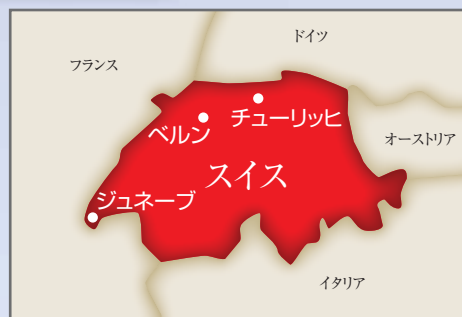 ドイツ
フランス
チューリッヒ
ベルン
オーストリア
スイス
ジュネーブ
イタリア